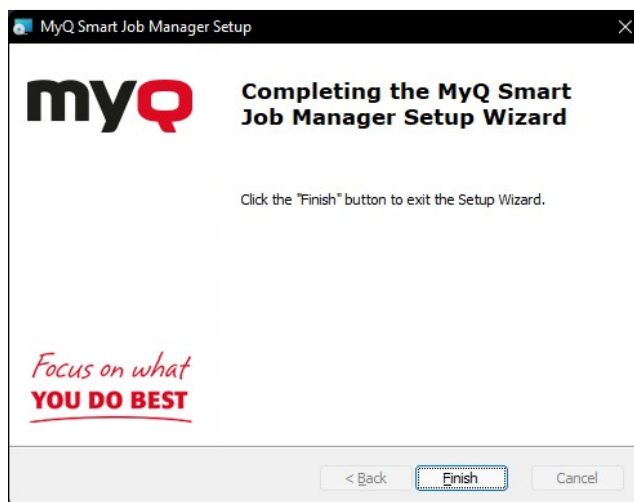 MyQ Smart Job Manager Setup
myQ
Completing the MyQ Smart
Job Manager Setup Wizard
Click the "Finish" button to exit the Setup Wizard.
Focus on what
YOU DO BEST
< Back
Finish
Cancel